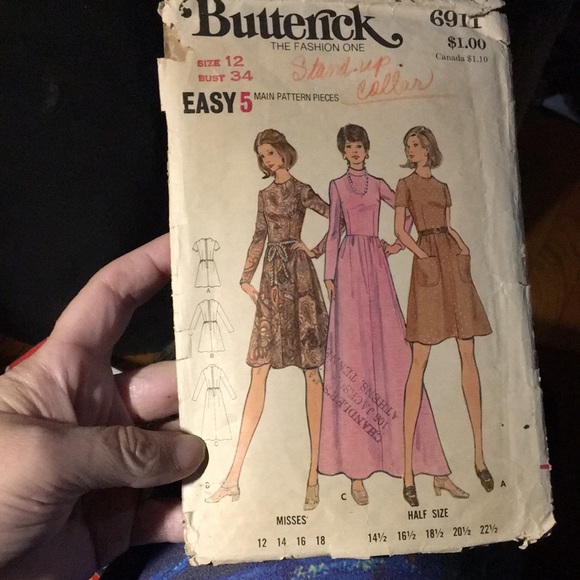 Butterick 6911
THE FASHION ONE
$1.00
Canada $1.10
SIZE 12
BUST 34
Stand-up
Collar
EASY 5 MAIN PATTERN PIECES
A
B
C
B
C
A
ATHENS, TENN.
MISSES' HALF SIZE
12 14 16 18 14½ 16½ 18½ 20½ 22½